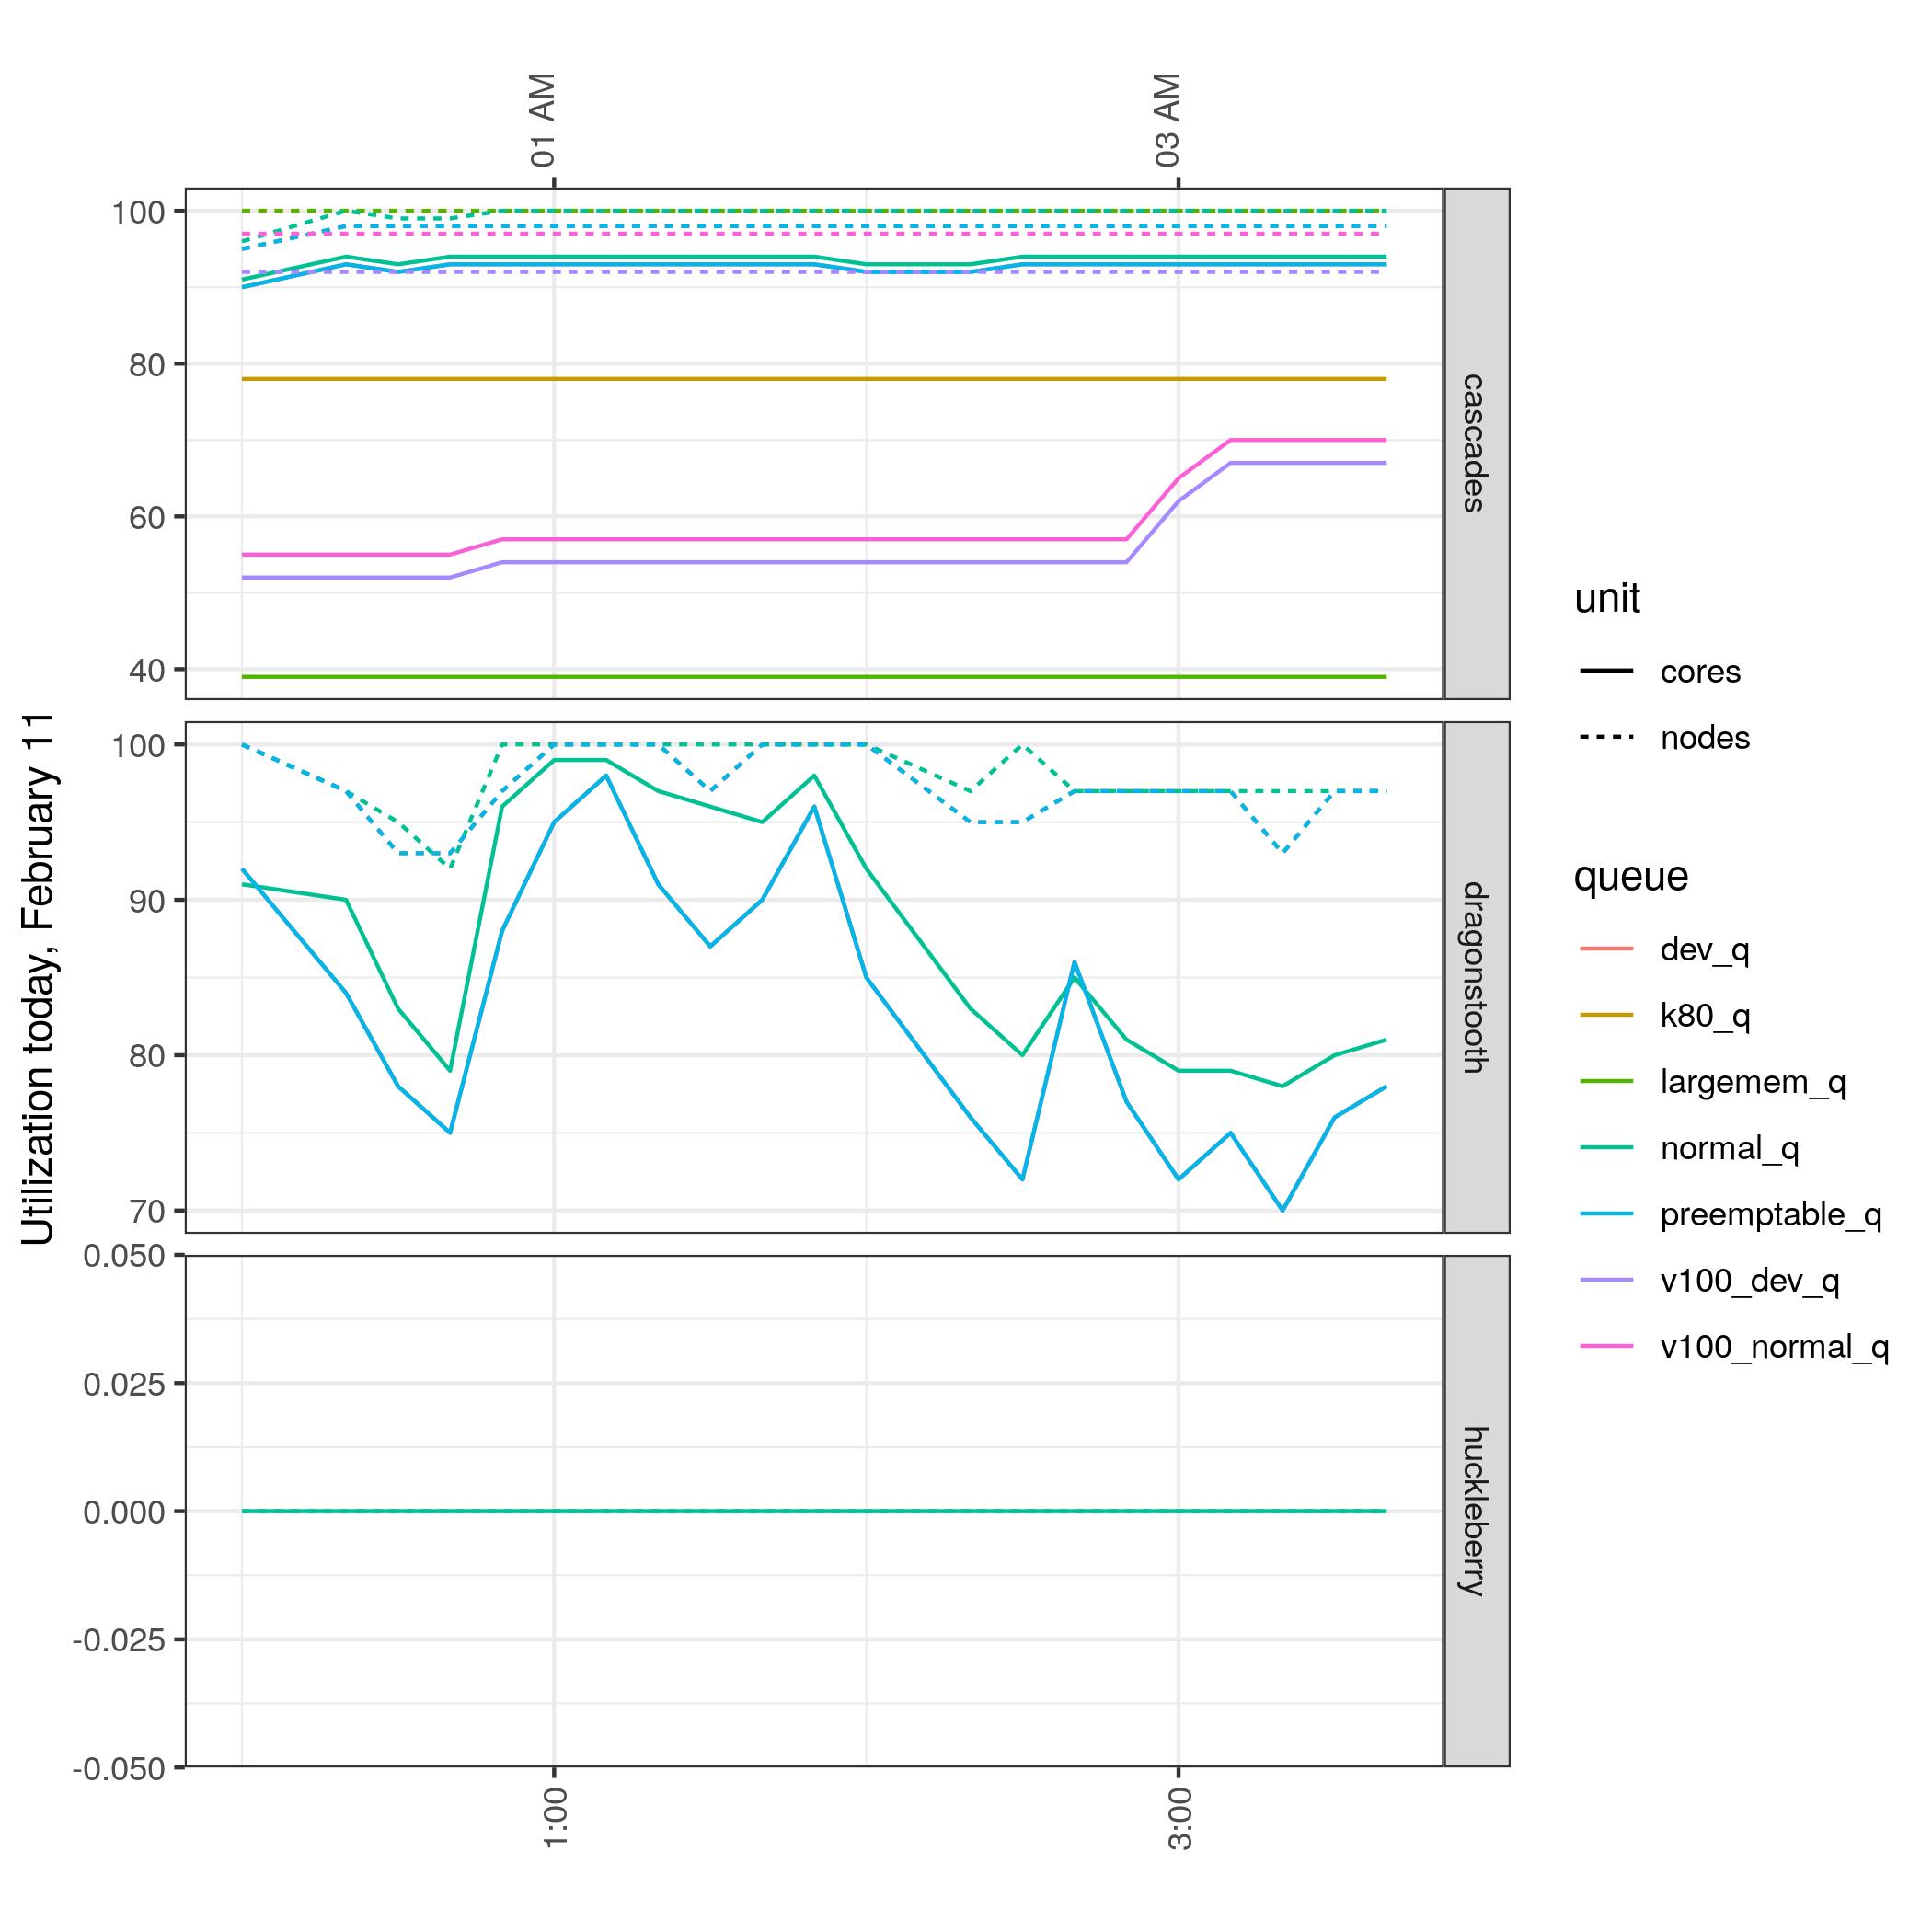 01 AM
03 AM
Utilization today, February 11
100
80
60
40
cascades
100
90
80
70
dragonstooth
0.050
0.025
0.000
-0.025
-0.050
huckleberry
1:00
3:00
unit
cores
nodes
queue
dev_q
k80_q
largemem_q
normal_q
preemptable_q
v100_dev_q
v100_normal_q